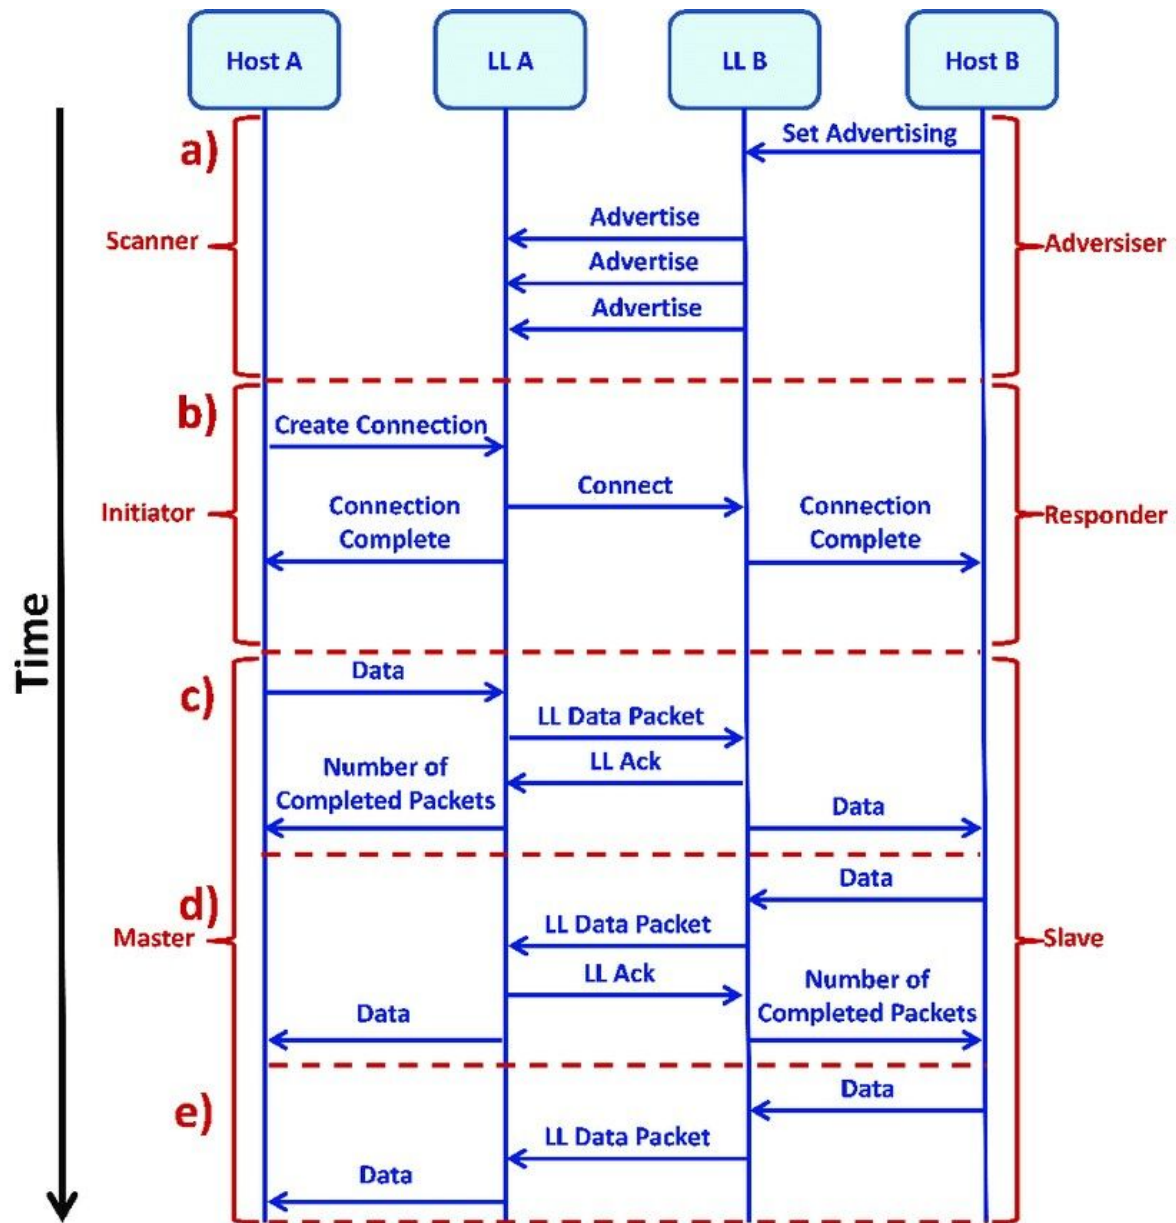 Host A
LL A
LL B
Host B
a)
Set Advertising
Scanner
Advertise
Adversiser
Advertise
Advertise
b)
Create Connection
Initiator
Connect
Responder
Connection
Complete
Connection
Complete
Time
c)
Data
LL Data Packet
LL Ack
Number of
Completed Packets
Data
d)
Data
Master
LL Data Packet
Slave
LL Ack
Number of
Completed Packets
Data
e)
Data
LL Data Packet
Data